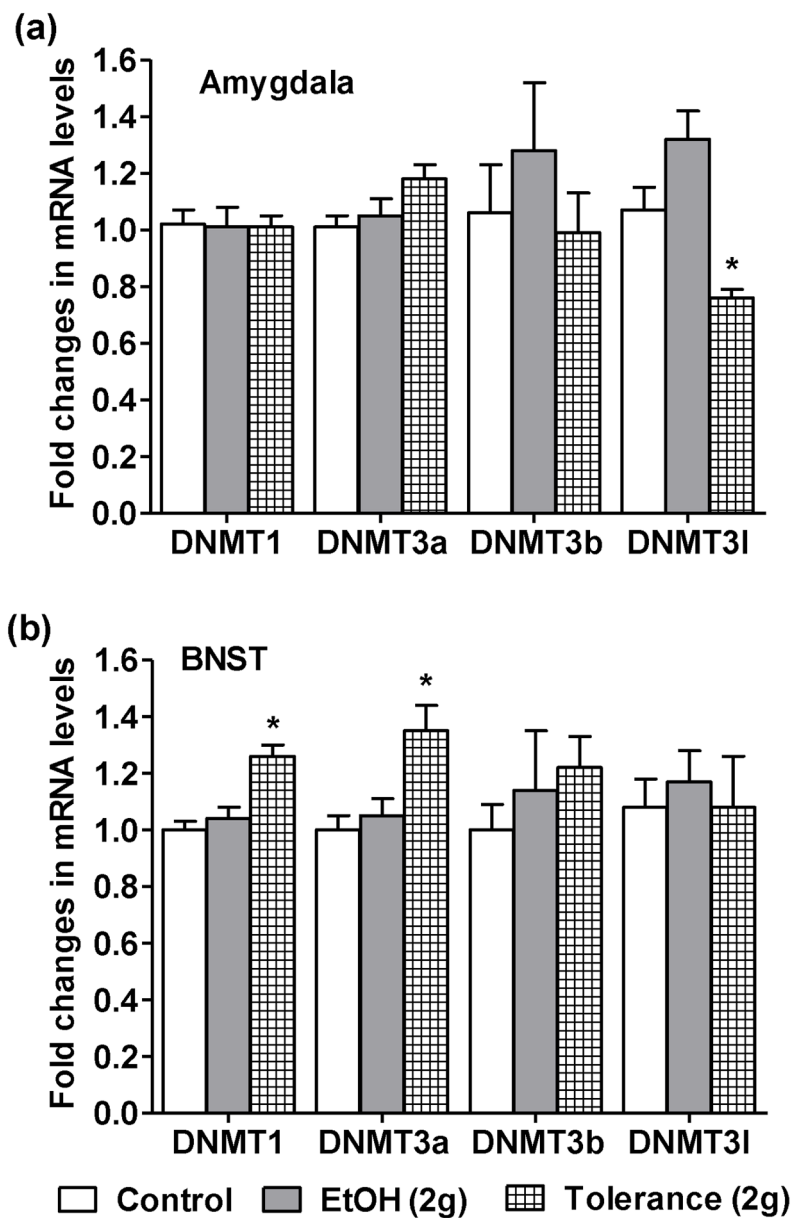 (a)
Amygdala
Fold changes in mRNA levels
1.6
1.4
1.2
1.0
0.8
0.6
0.4
0.2
0.0
*
DNMT1 DNMT3a DNMT3b DNMT3l
(b)
BNST
Fold changes in mRNA levels
1.6
1.4
1.2
1.0
0.8
0.6
0.4
0.2
0.0
* *
DNMT1 DNMT3a DNMT3b DNMT3l
Control EtOH (2g) Tolerance (2g)